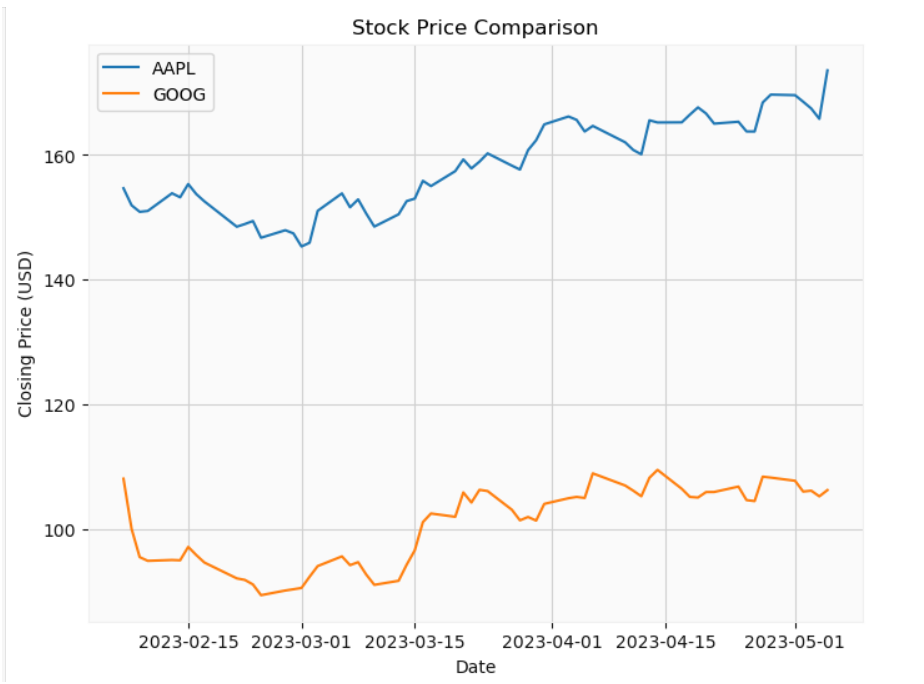 Stock Price Comparison
AAPL
GOOG
160
140
120
100
Closing Price (USD)
2023-02-15 2023-03-01 2023-03-15 2023-04-01 2023-04-15 2023-05-01
Date